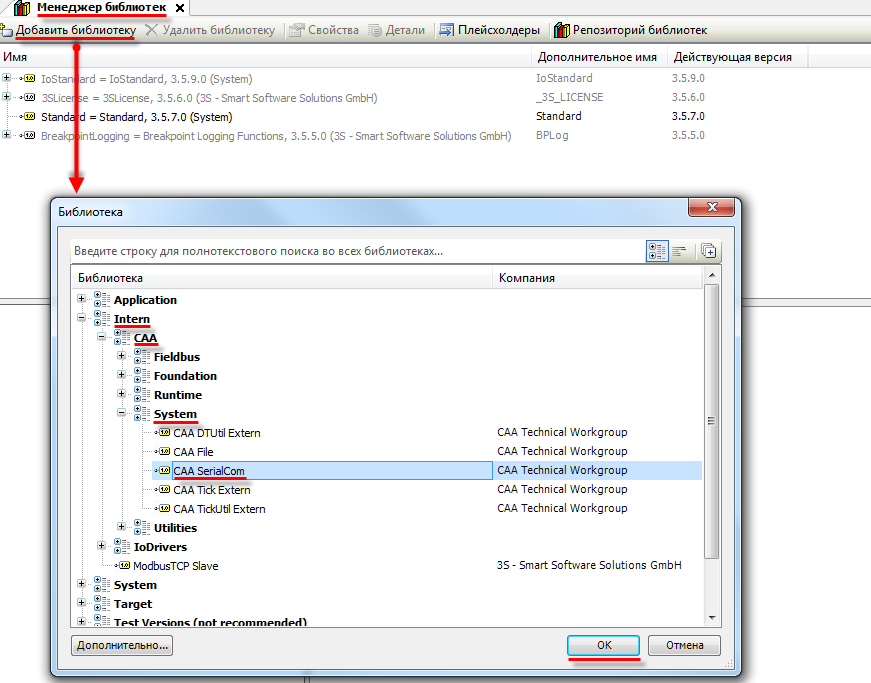 Менеджер библиотек
Добавить библиотеку Удалить библиотеку Свойства Детали Плейсхолдеры Репозиторий библиотек
Имя Дополнительное имя Действующая версия
IoStandard = IoStandard, 3.5.9.0 (System) IoStandard 3.5.9.0
3SLicense = 3SLicense, 3.5.6.0 (3S - Smart Software Solutions GmbH) _3S_LICENSE 3.5.6.0
Standard = Standard, 3.5.7.0 (System) Standard 3.5.7.0
BreakpointLogging = Breakpoint Logging Functions, 3.5.5.0 (3S - Smart Software Solutions GmbH) BPLog 3.5.5.0
Библиотека
Введите строку для полнотекстового поиска во всех библиотеках...
Библиотека Компания
Application
Intern
CAA
Fieldbus
Foundation
Runtime
System
CAA DTUtil Extern CAA Technical Workgroup
CAA File CAA Technical Workgroup
CAA SerialCom CAA Technical Workgroup
CAA Tick Extern CAA Technical Workgroup
CAA TickUtil Extern CAA Technical Workgroup
Utilities
IoDrivers
ModbusTCP Slave 3S - Smart Software Solutions GmbH
System
Target
Test Versions (not recommended)
Дополнительно... OK Отмена